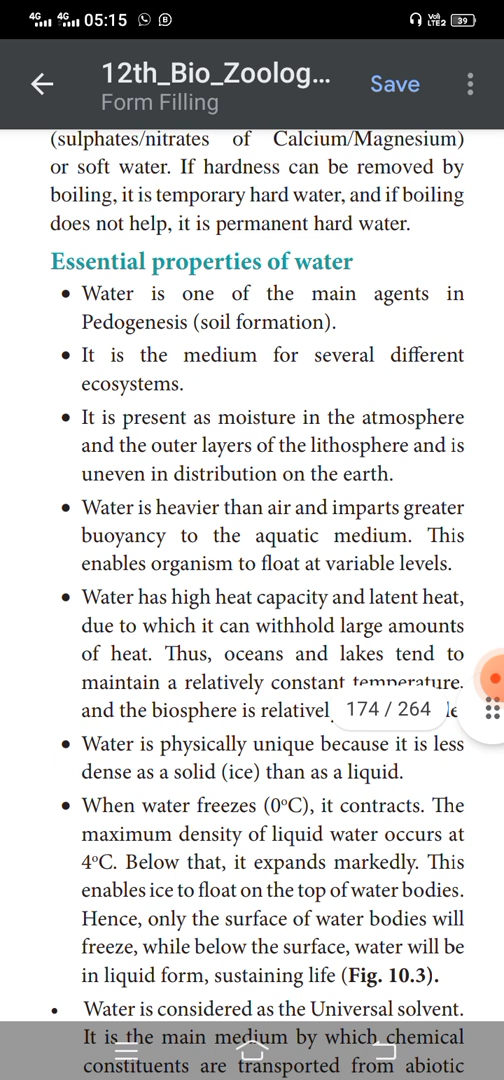 4G 4G 05:15 VoLTE2 39
12th_Bio_Zoolog...
Save
Form Filling
(sulphates/nitrates of Calcium/Magnesium)
or soft water. If hardness can be removed by
boiling, it is temporary hard water, and if boiling
does not help, it is permanent hard water.
Essential properties of water
• Water is one of the main agents in
Pedogenesis (soil formation).
• It is the medium for several different
ecosystems.
• It is present as moisture in the atmosphere
and the outer layers of the lithosphere and is
uneven in distribution on the earth.
• Water is heavier than air and imparts greater
buoyancy to the aquatic medium. This
enables organism to float at variable levels.
• Water has high heat capacity and latent heat,
due to which it can withhold large amounts
of heat. Thus, oceans and lakes tend to
maintain a relatively constant temperature,
and the biosphere is
174 / 264
• Water is physically unique because it is less
dense as a solid (ice) than as a liquid.
• When water freezes (0°C), it contracts. The
maximum density of liquid water occurs at
4°C. Below that, it expands markedly. This
enables ice to float on the top of water bodies.
Hence, only the surface of water bodies will
freeze, while below the surface, water will be
in liquid form, sustaining life (Fig. 10.3).
• Water is considered as the Universal solvent.
It is the main medium by which chemical
constituents are transported from abiotic